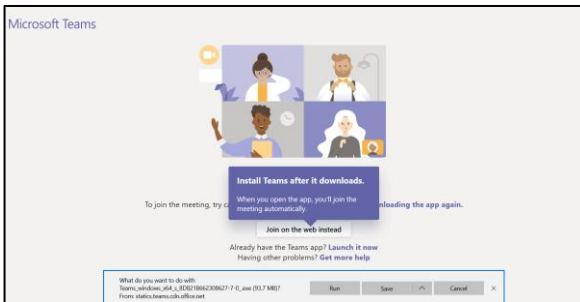 Microsoft Teams
Install Teams after it downloads.
When you open the app, you'll join the
meeting automatically.
To join the meeting, try nloading the app again.
Join on the web instead
Already have the Teams app? Launch it now
Having other problems? Get more help
What do you want to do with
From: statics.teams.cdn.office.net
Run
Save
Cancel